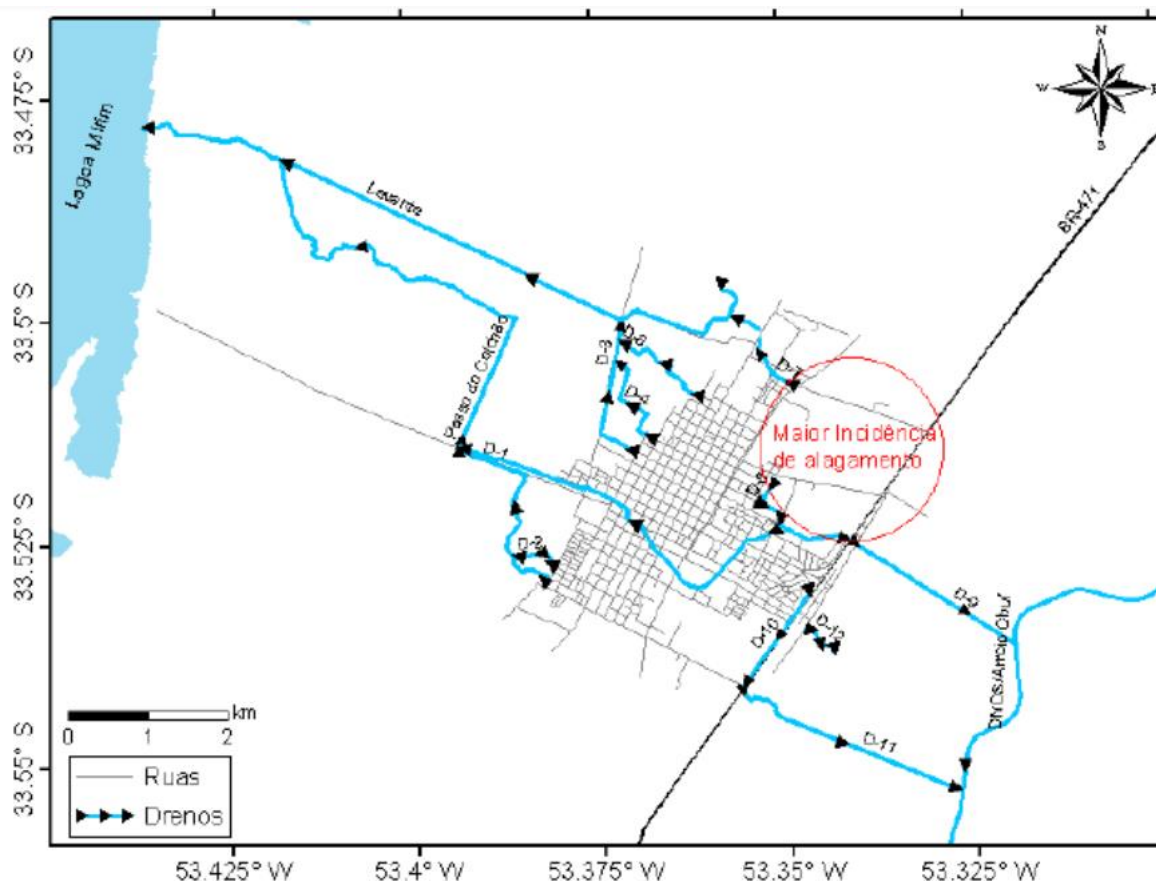 33.475° S
33.5° S
33.525° S
33.55° S
Lagoa Mirim
Levante
Passo do Colchão
BR-471
N
W
E
S
D-8
D-3
D-4
D-7
D-1
D-5
D-2
Maior Incidência
de alagamento
D-9
D-10
D-12
DNOS/Arroio Chuí
D-11
0 1 2 km
Ruas
Drenos
53.425° W 53.4° W 53.375° W 53.35° W 53.325° W